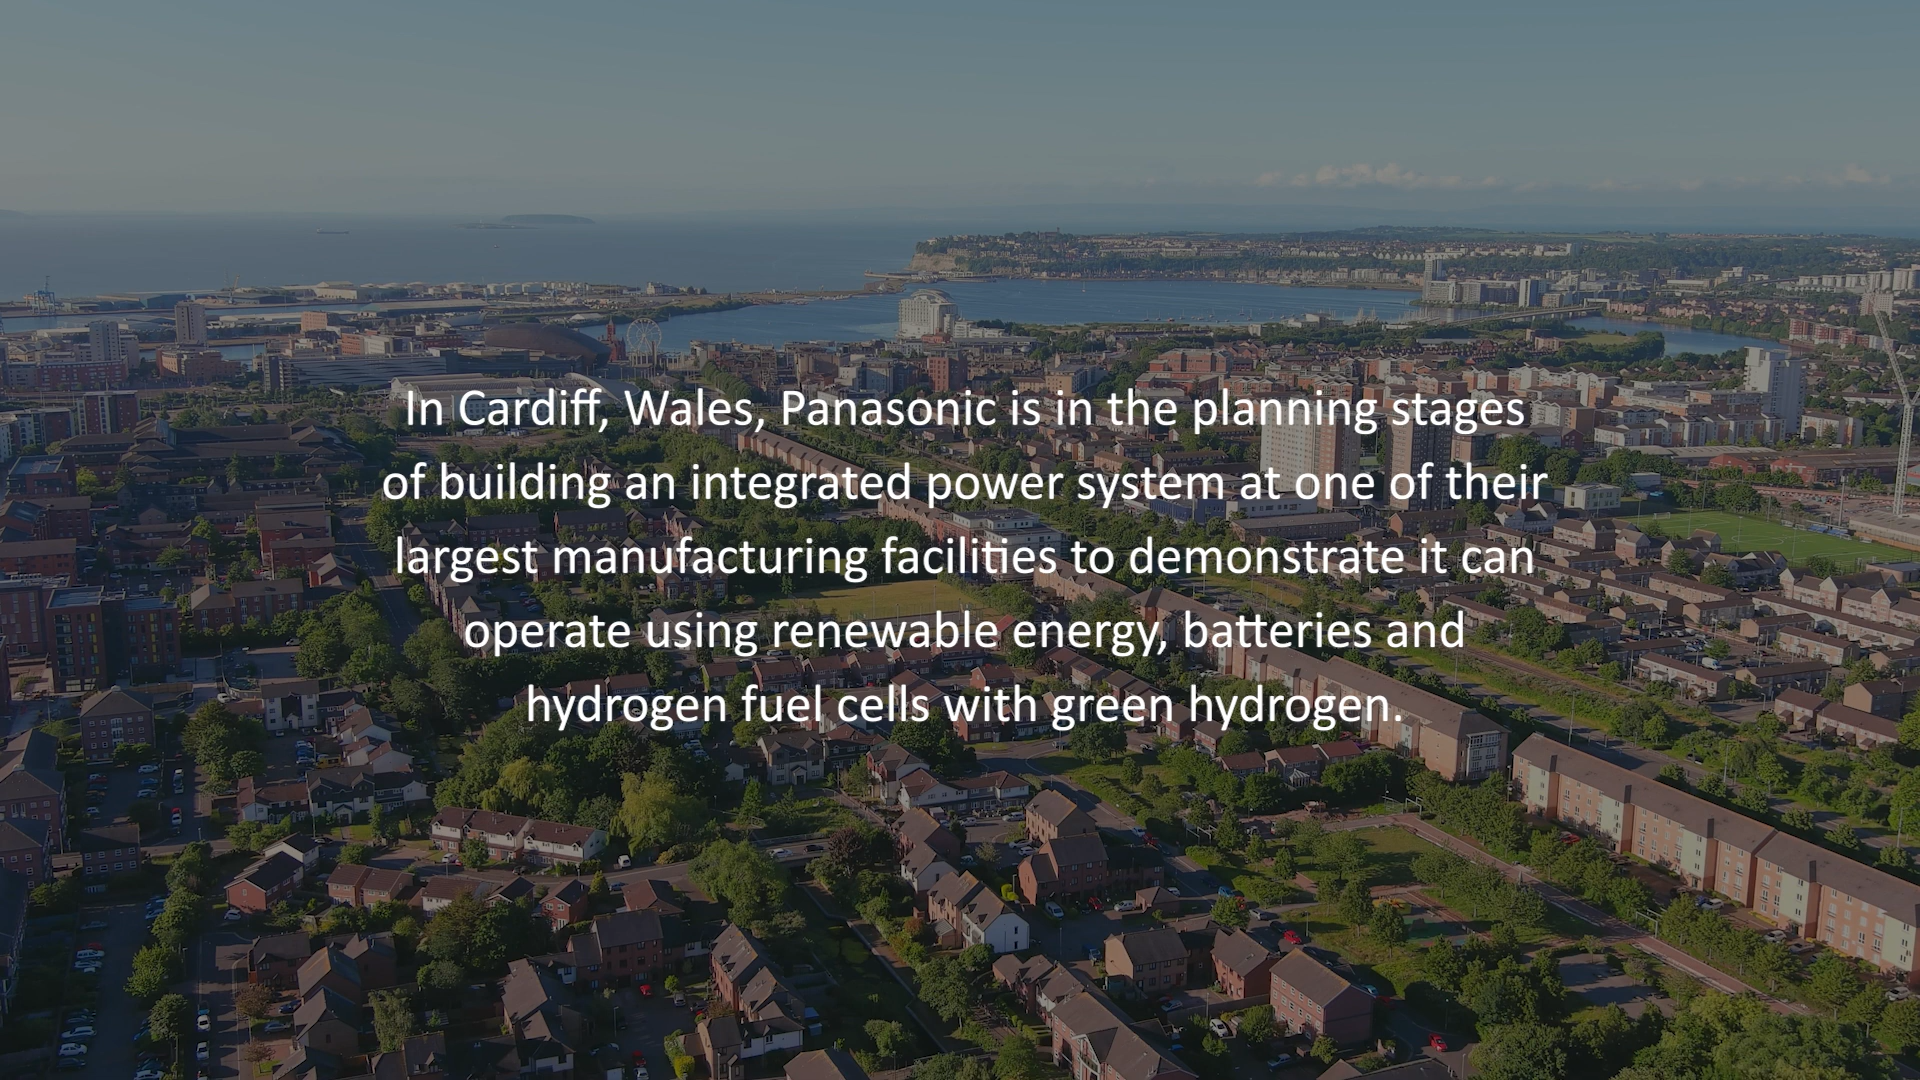 In Cardiff, Wales, Panasonic is in the planning stages
of building an integrated power system at one of their
largest manufacturing facilities to demonstrate it can
operate using renewable energy, batteries and
hydrogen fuel cells with green hydrogen.